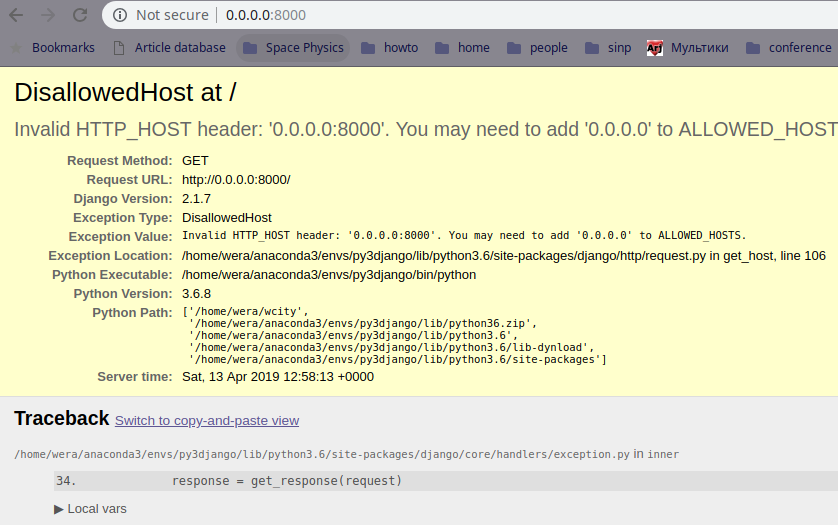 Not secure | 0.0.0.0:8000
Bookmarks Article database Space Physics howto home people sinp Art Мультики conference
DisallowedHost at /
Invalid HTTP_HOST header: '0.0.0.0:8000'. You may need to add '0.0.0.0' to ALLOWED_HOST
Request Method: GET
Request URL: http://0.0.0.0:8000/
Django Version: 2.1.7
Exception Type: DisallowedHost
Exception Value: Invalid HTTP_HOST header: '0.0.0.0:8000'. You may need to add '0.0.0.0' to ALLOWED_HOSTS.
Exception Location: /home/wera/anaconda3/envs/py3django/lib/python3.6/site-packages/django/http/request.py in get_host, line 106
Python Executable: /home/wera/anaconda3/envs/py3django/bin/python
Python Version: 3.6.8
Python Path: ['/home/wera/wcity',
'/home/wera/anaconda3/envs/py3django/lib/python36.zip',
'/home/wera/anaconda3/envs/py3django/lib/python3.6',
'/home/wera/anaconda3/envs/py3django/lib/python3.6/lib-dynload',
'/home/wera/anaconda3/envs/py3django/lib/python3.6/site-packages']
Server time: Sat, 13 Apr 2019 12:58:13 +0000
Traceback Switch to copy-and-paste view
/home/wera/anaconda3/envs/py3django/lib/python3.6/site-packages/django/core/handlers/exception.py in inner
34. response = get_response(request)
▶ Local vars